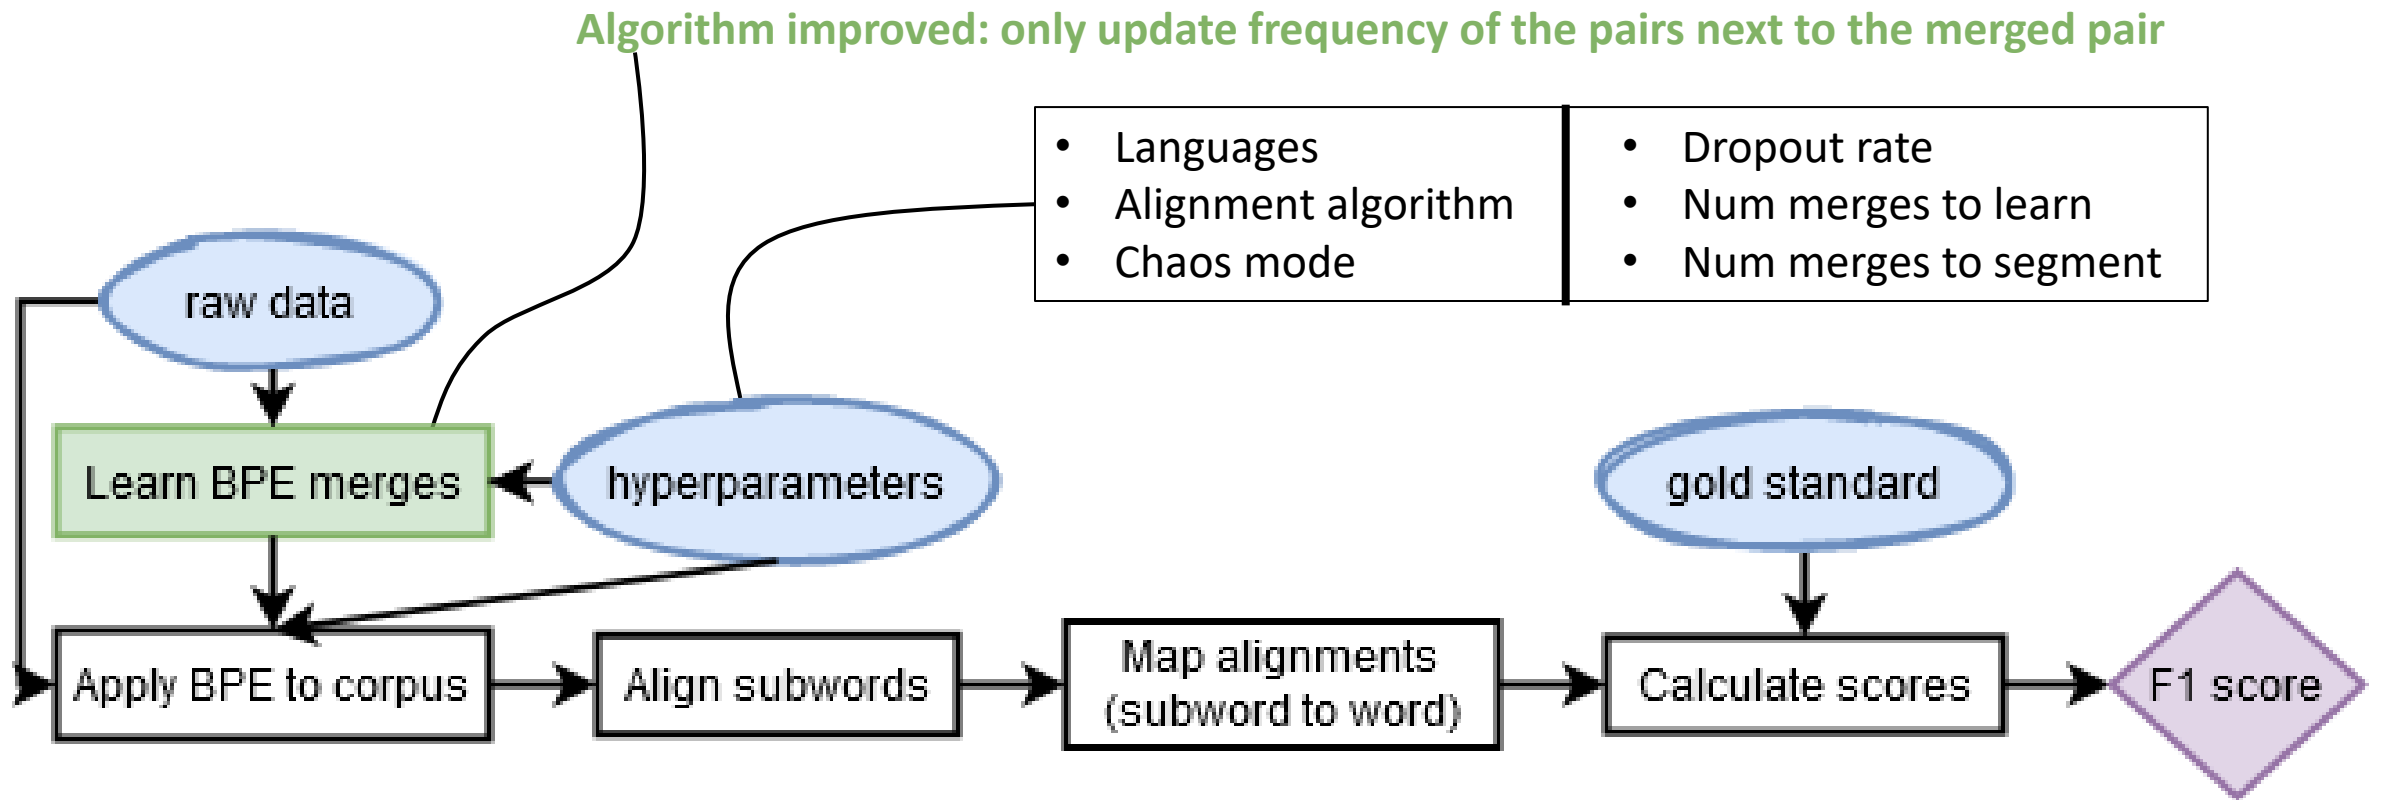 Algorithm improved: only update frequency of the pairs next to the merged pair
• Languages
• Alignment algorithm
• Chaos mode
• Dropout rate
• Num merges to learn
• Num merges to segment
raw data
Learn BPE merges
hyperparameters
gold standard
Apply BPE to corpus
Align subwords
Map alignments
(subword to word)
Calculate scores
F1 score